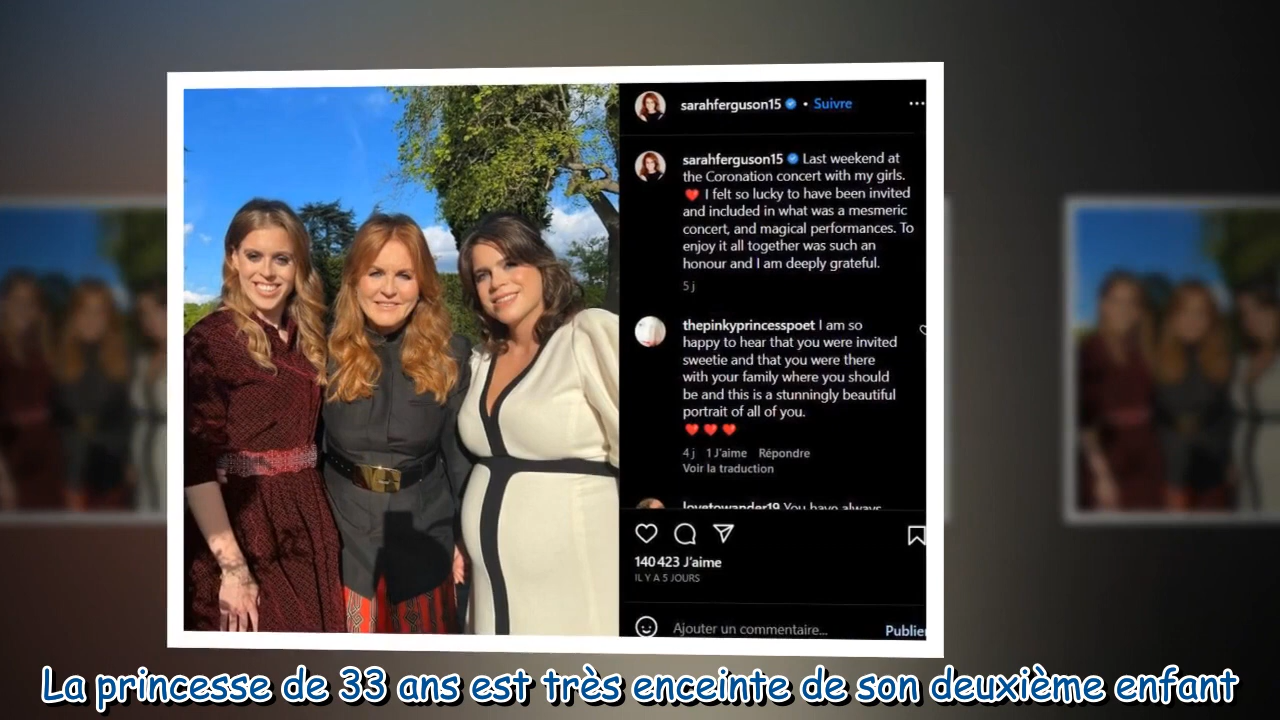 sarahferguson15 • Suivre
sarahferguson15 Last weekend at
the Coronation concert with my girls.
❤️ I felt so lucky to have been invited
and included in what was a mesmeric
concert, and magical performances. To
enjoy it all together was such an
honour and I am deeply grateful.
5 j
thepinkyprincesspoet I am so
happy to hear that you were invited
sweetie and that you were there
with your family where you should
be and this is a stunningly beautiful
portrait of all of you.
❤️❤️❤️
4 j 1 J'aime Répondre
Voir la traduction
lovetowander19 You have always
140 423 J'aime
IL Y A 5 JOURS
Ajouter un commentaire... Publier
La princesse de 33 ans est très enceinte de son deuxième enfant